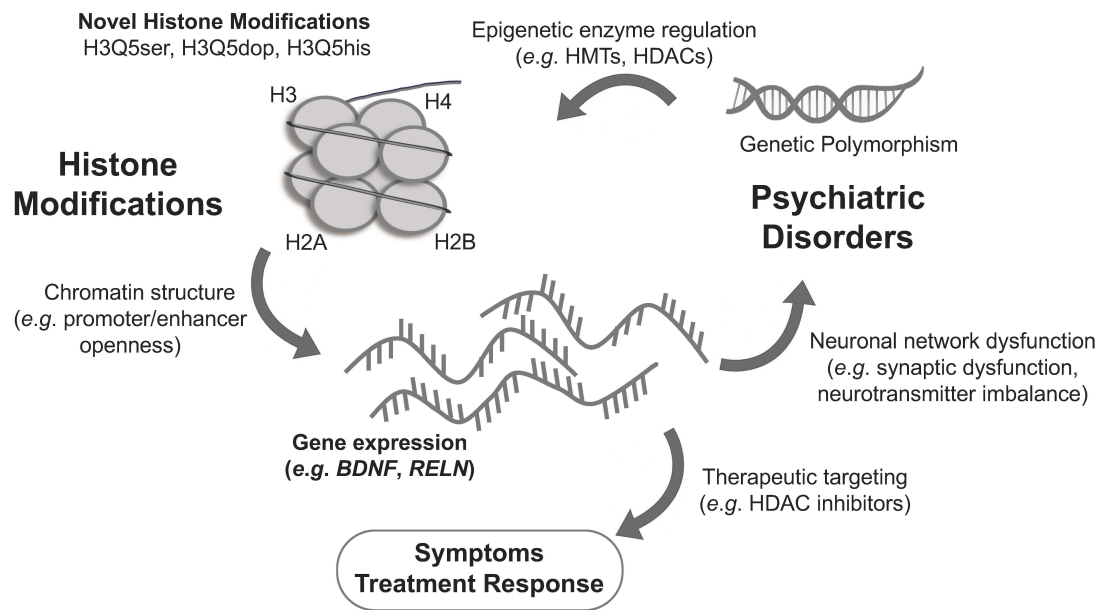 Novel Histone Modifications
H3Q5ser, H3Q5dop, H3Q5his
Epigenetic enzyme regulation
(e.g. HMTs, HDACs)
H3
H4
Genetic Polymorphism
Histone
Modifications
Psychiatric
Disorders
H2A
H2B
Chromatin structure
(e.g. promoter/enhancer
openness)
Neuronal network dysfunction
(e.g. synaptic dysfunction,
neurotransmitter imbalance)
Gene expression
(e.g. BDNF, RELN)
Therapeutic targeting
(e.g. HDAC inhibitors)
Symptoms
Treatment Response